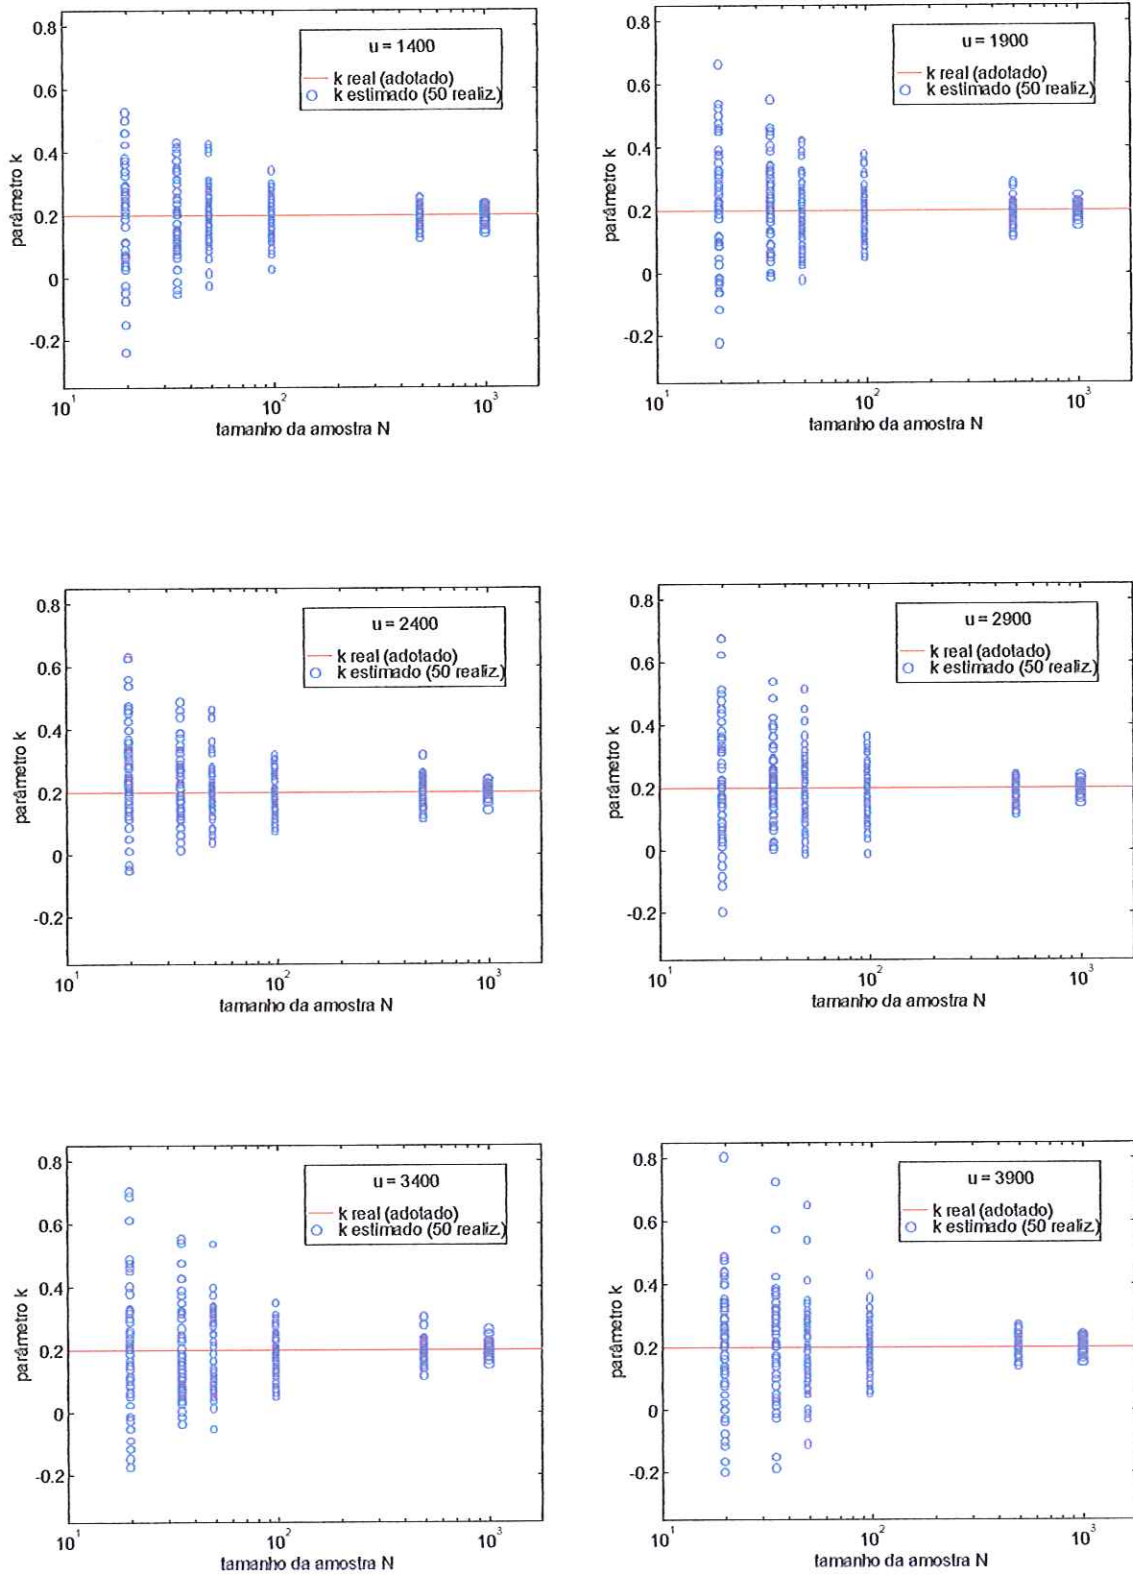 u = 1400
k real (adotado)
k estimado (50 realiz.)
0.8
0.6
0.4
0.2
0
-0.2
parâmetro k
10¹
10²
10³
tamanho da amostra N
u = 1900
k real (adotado)
k estimado (50 realiz.)
0.8
0.6
0.4
0.2
0
-0.2
parâmetro k
10¹
10²
10³
tamanho da amostra N
u = 2400
k real (adotado)
k estimado (50 realiz.)
0.8
0.6
0.4
0.2
0
-0.2
parâmetro k
10¹
10²
10³
tamanho da amostra N
u = 2900
k real (adotado)
k estimado (50 realiz.)
0.8
0.6
0.4
0.2
0
-0.2
parâmetro k
10¹
10²
10³
tamanho da amostra N
u = 3400
k real (adotado)
k estimado (50 realiz.)
0.8
0.6
0.4
0.2
0
-0.2
parâmetro k
10¹
10²
10³
tamanho da amostra N
u = 3900
k real (adotado)
k estimado (50 realiz.)
0.8
0.6
0.4
0.2
0
-0.2
parâmetro k
10¹
10²
10³
tamanho da amostra N